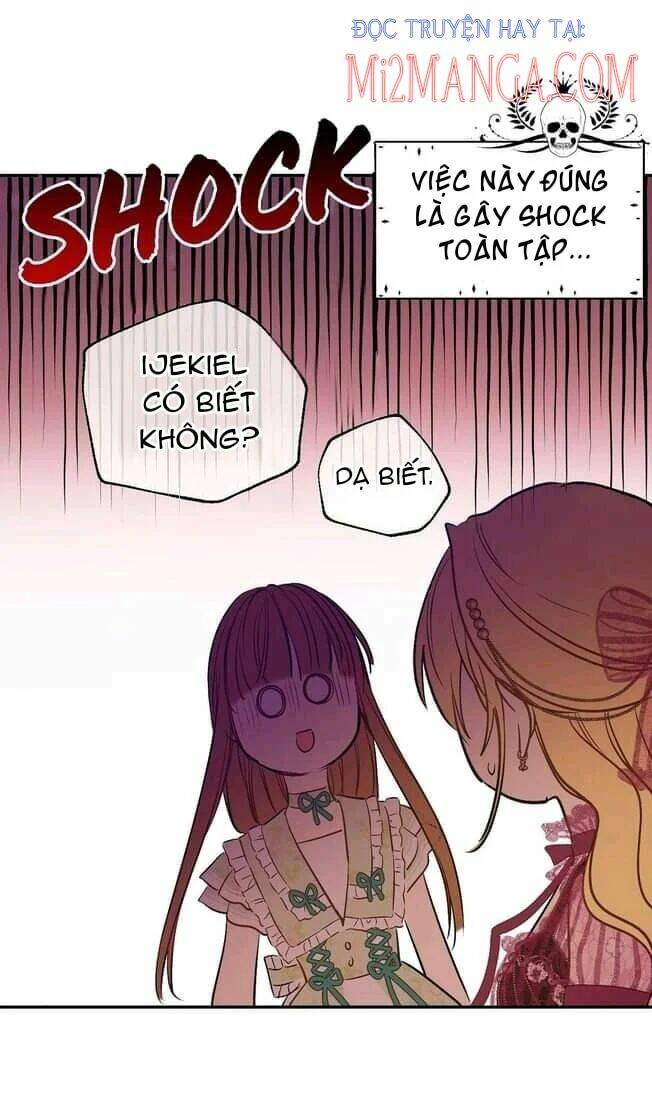 ĐỌC TRUYỆN HAY TẠI:
MI2MANGA.COM
SHOCK
VIỆC NÀY ĐÚNG
LÀ GÂY SHOCK
TOÀN TẬP...
IJEKIEL
CÓ BIẾT
KHÔNG?
DẠ BIẾT.